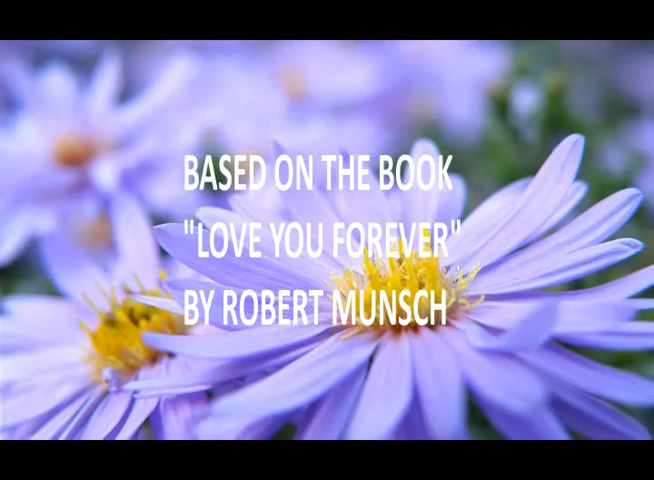 BASED ON THE BOOK
"LOVE YOU FOREVER"
BY ROBERT MUNSCH